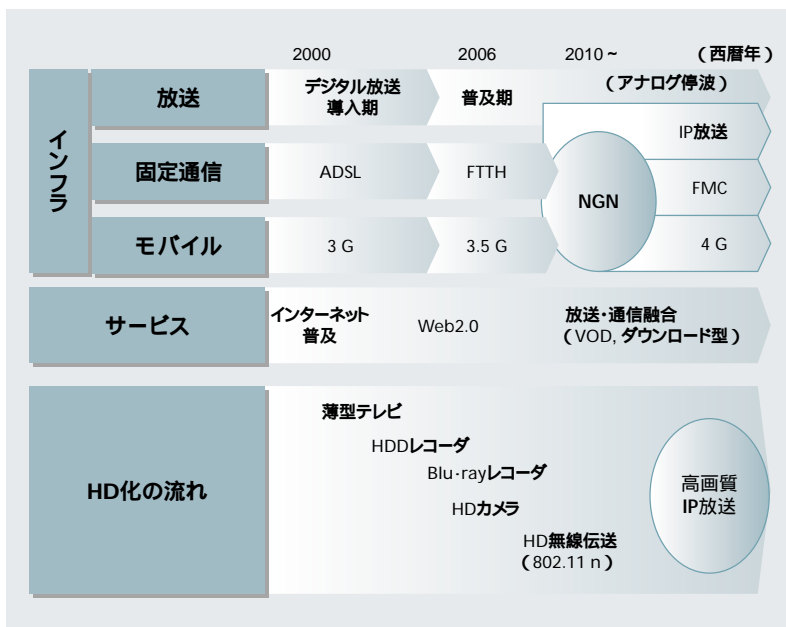 2000
2006
2010～
(西暦年)
インフラ
放送
デジタル放送
導入期
普及期
(アナログ停波)
IP放送
固定通信
ADSL
FTTH
NGN
FMC
モバイル
3 G
3.5 G
4 G
サービス
インターネット
普及
Web2.0
放送・通信融合
(VOD, ダウンロード型)
HD化の流れ
薄型テレビ
HDDレコーダ
Blu-rayレコーダ
HDカメラ
HD無線伝送
(802.11 n)
高画質
IP放送